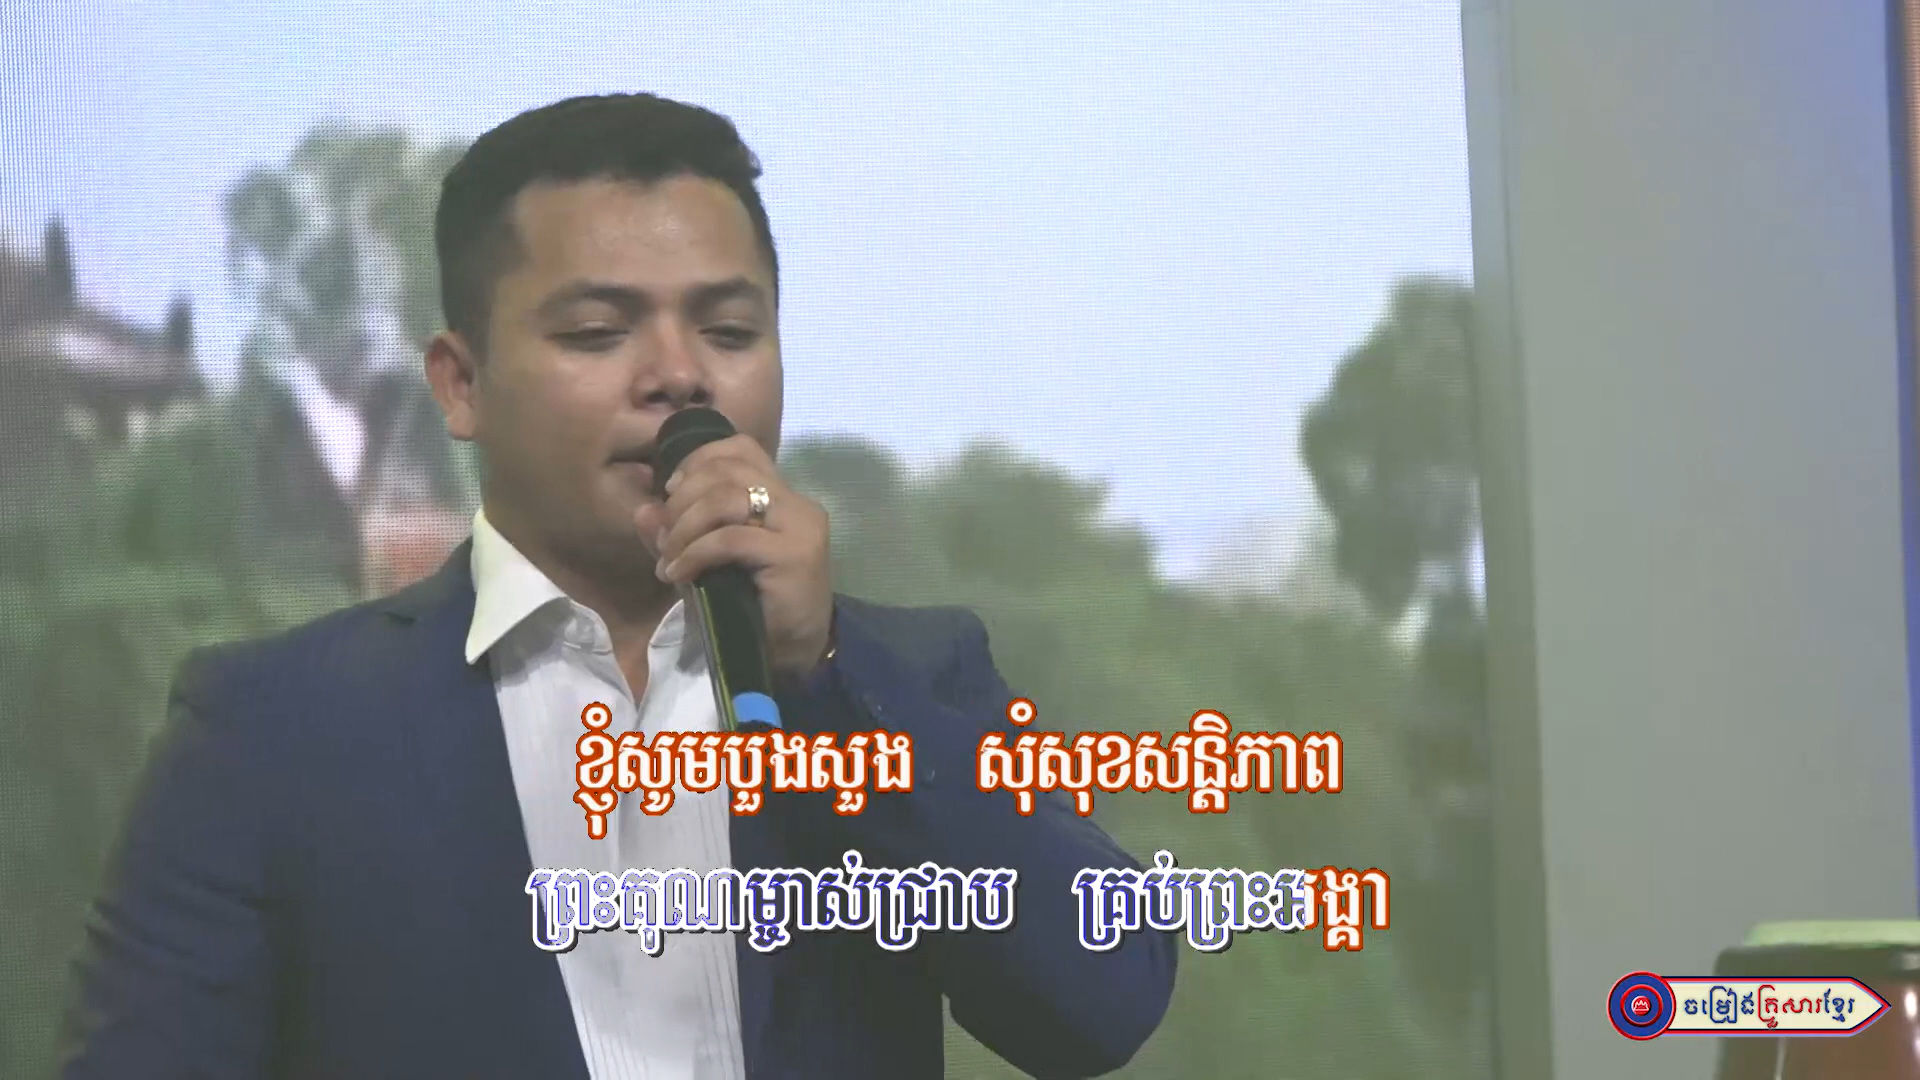 ខ្ញុំសូមបួងសួង សុំសុខសន្តិភាព
ព្រះគុណម្ចាស់ជ្រាប គ្រប់ព្រះអង្គា
ចម្រៀងគ្រួសារខ្មែរ